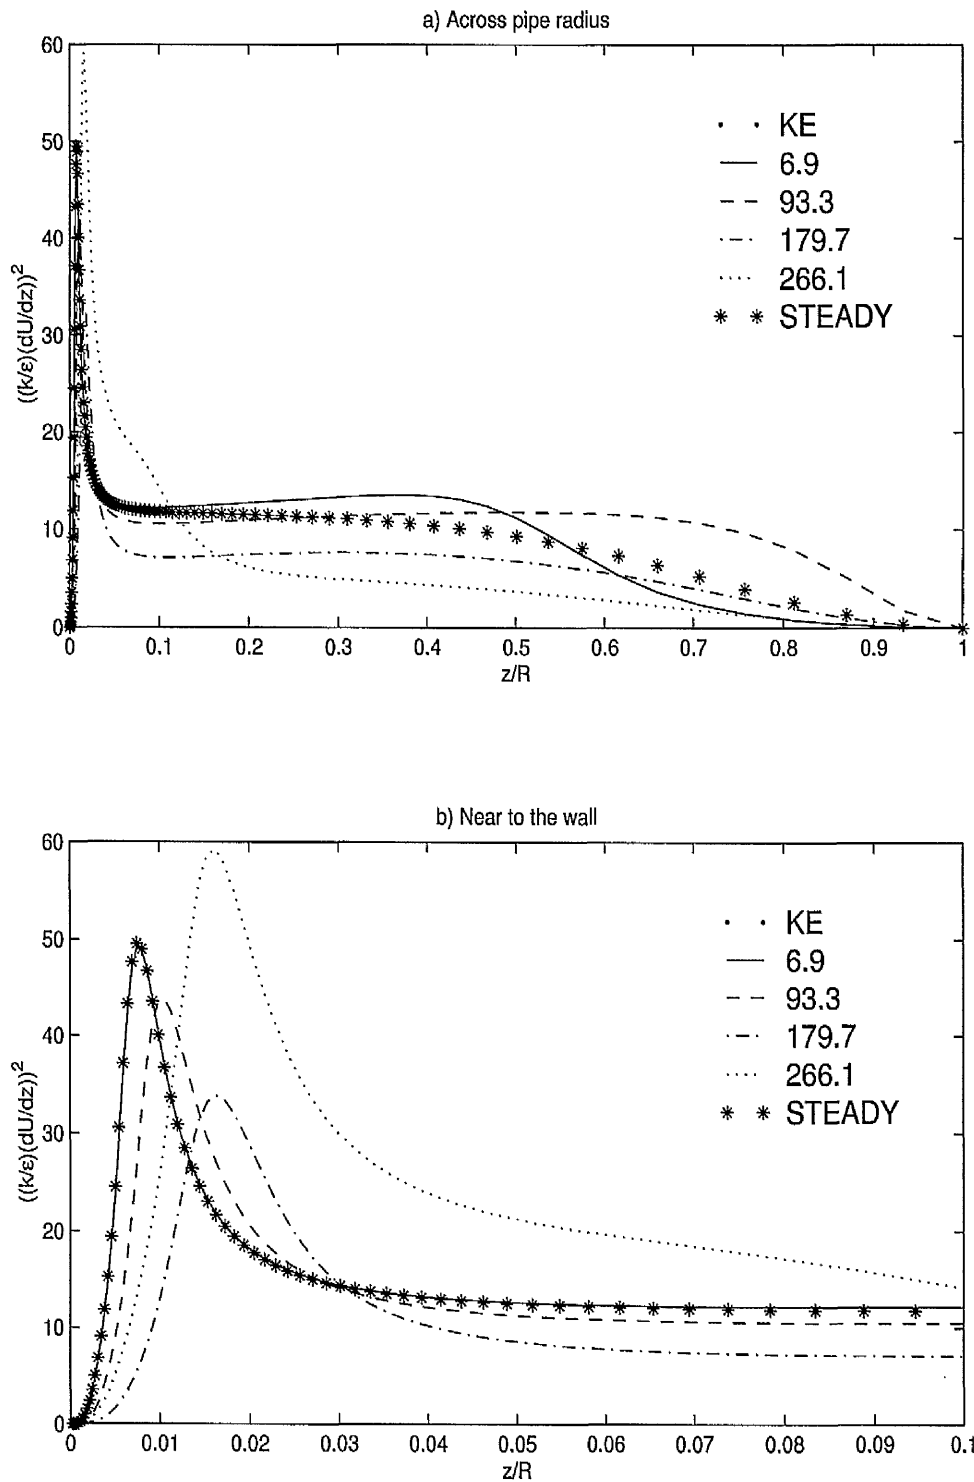 a) Across pipe radius
60
50
40
30
20
10
0
((k/ε)(dU/dz))²
KE
6.9
93.3
179.7
266.1
STEADY
0 0.1 0.2 0.3 0.4 0.5 0.6 0.7 0.8 0.9 1
z/R
b) Near to the wall
60
50
40
30
20
10
0
((k/ε)(dU/dz))²
KE
6.9
93.3
179.7
266.1
STEADY
0 0.01 0.02 0.03 0.04 0.05 0.06 0.07 0.08 0.09 0.1
z/R